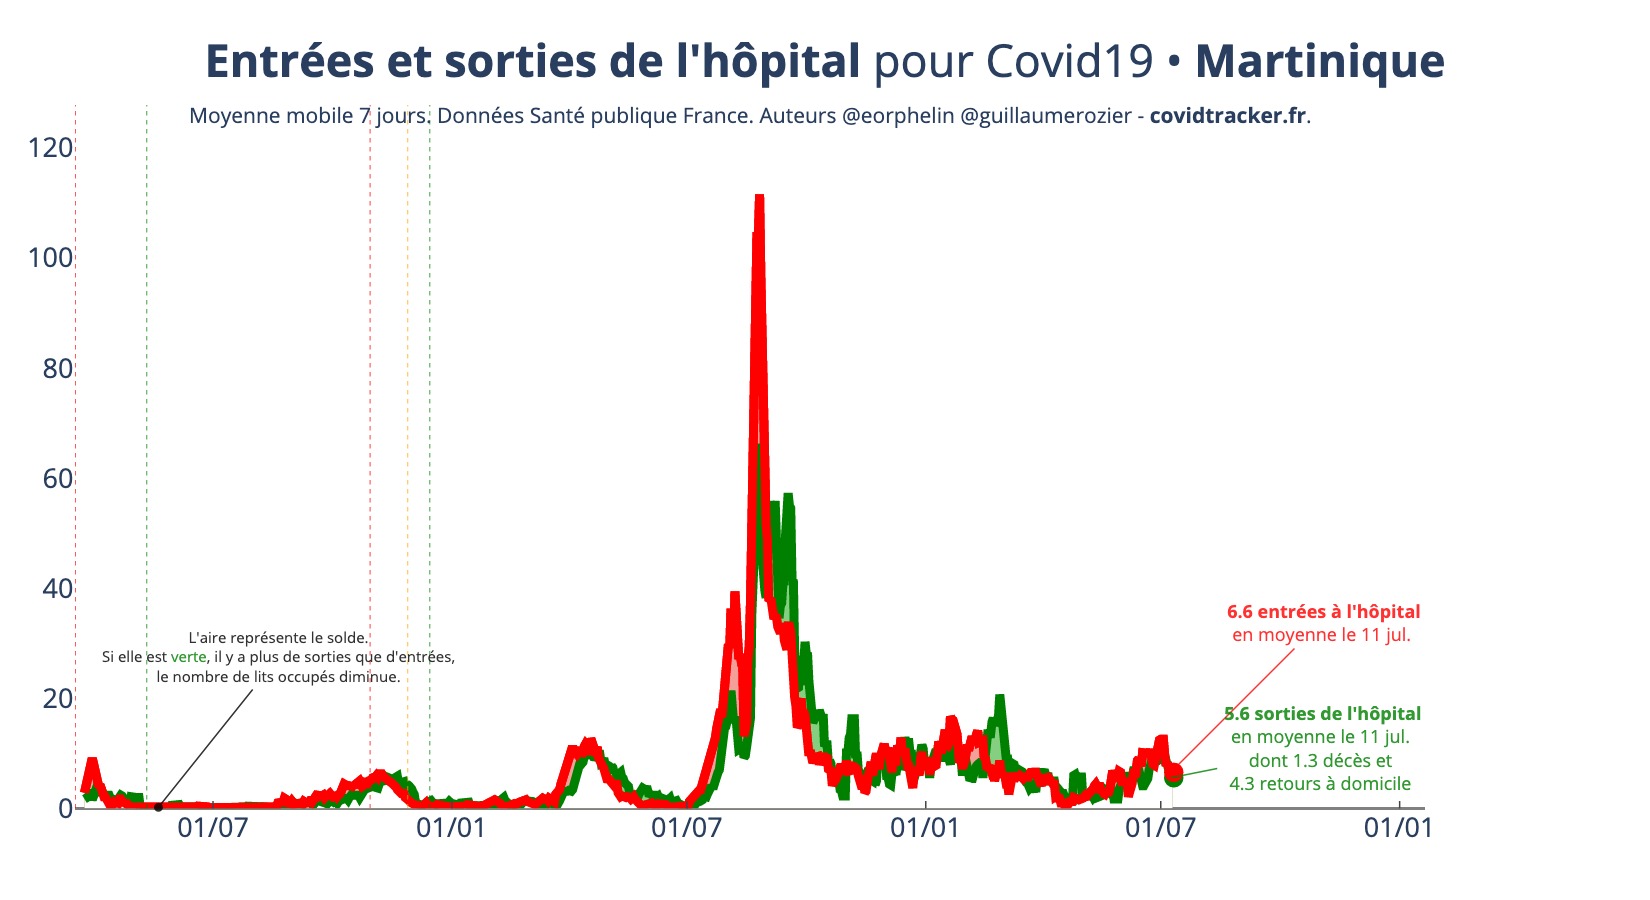 Entrées et sorties de l'hôpital pour Covid19 • Martinique
Moyenne mobile 7 jours. Données Santé publique France. Auteurs @eorphelin @guillaumerozier - covidtracker.fr.
120
100
80
60
40
20
0
L'aire représente le solde.
Si elle est verte, il y a plus de sorties que d'entrées,
le nombre de lits occupés diminue.
6.6 entrées à l'hôpital
en moyenne le 11 jul.
5.6 sorties de l'hôpital
en moyenne le 11 jul.
dont 1.3 décès et
4.3 retours à domicile
01/07 01/01 01/07 01/01 01/07 01/01